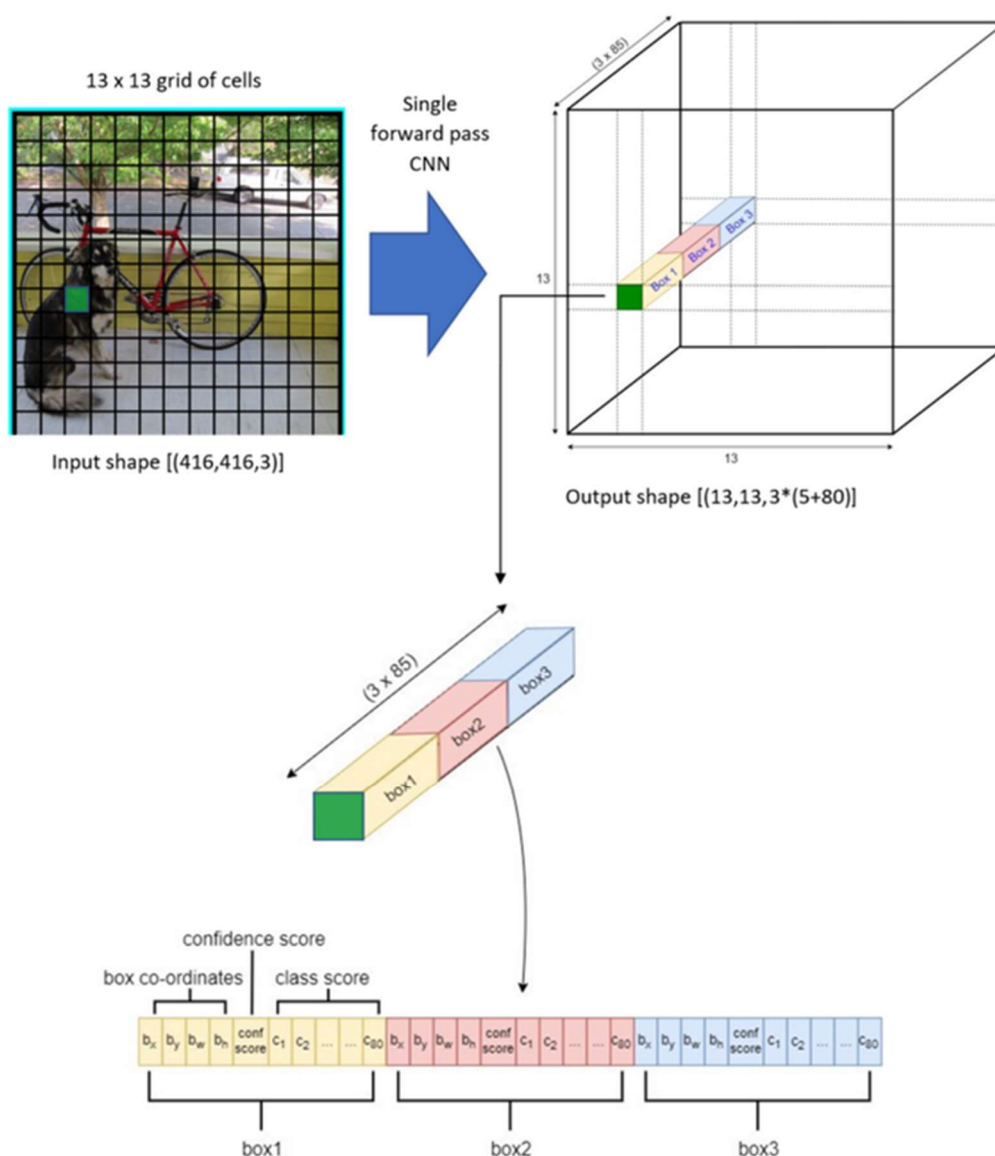 13 x 13 grid of cells
Single
forward pass
CNN
Input shape [(416,416,3)]
(3 x 85)
Box 1
Box 2
Box 3
13
13
Output shape [(13,13,3*(5+80)]
(3 x 85)
box1
box2
box3
confidence score
box co-ordinates
class score
bx by bw bh conf score c1 c2 ... ... c80 bx by bw bh conf score c1 c2 ... ... c80 bx by bw bh conf score c1 c2 ... ... c80
box1
box2
box3